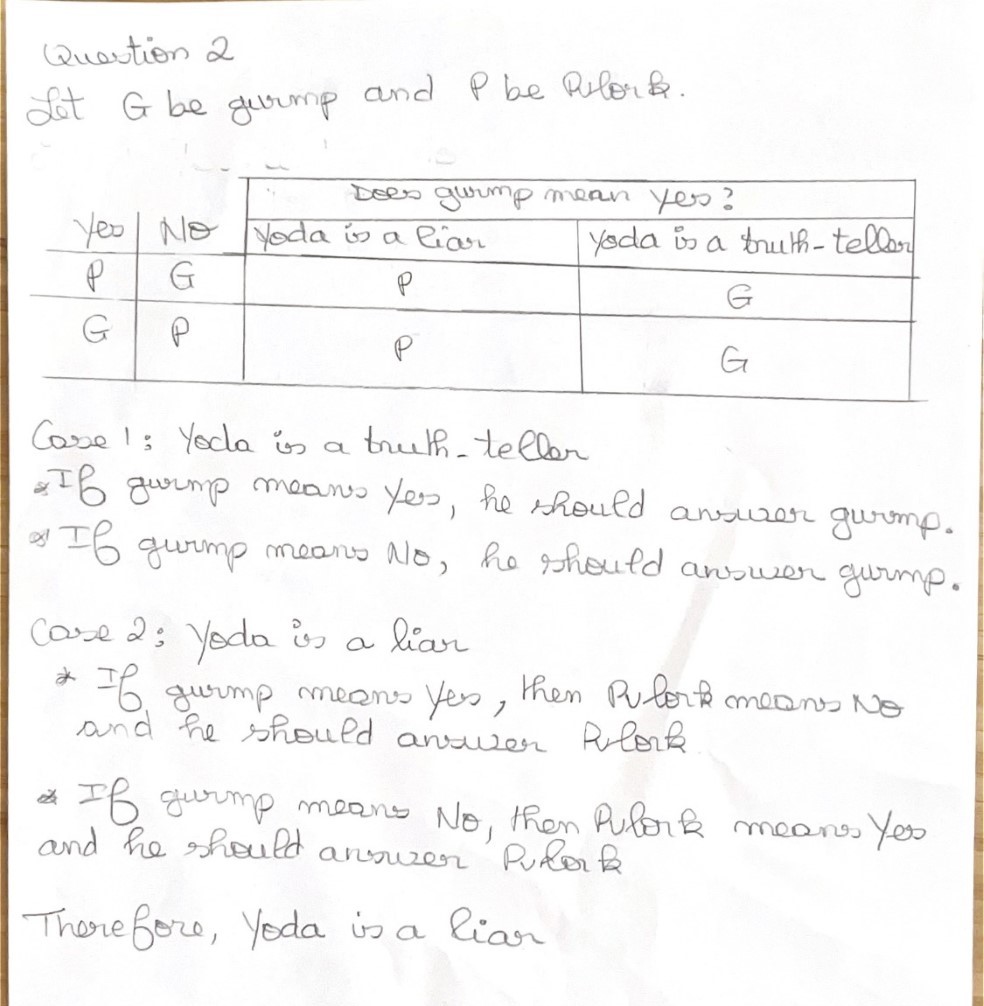 Question 2
Let G be gurmp and P be Pulork.
Does gurmp mean yes?
Yes No Yoda is a liar Yoda is a truth-teller
P G P G
G P P G
Case 1: Yoda is a truth-teller
* If gurmp means Yes, he should answer gurmp.
* If gurmp means No, he should answer gurmp.
Case 2: Yoda is a liar
* If gurmp means Yes, then Pulork means No
and he should answer Pulork
* If gurmp means No, then Pulork means Yes
and he should answer Pulork
Therefore, Yoda is a liar